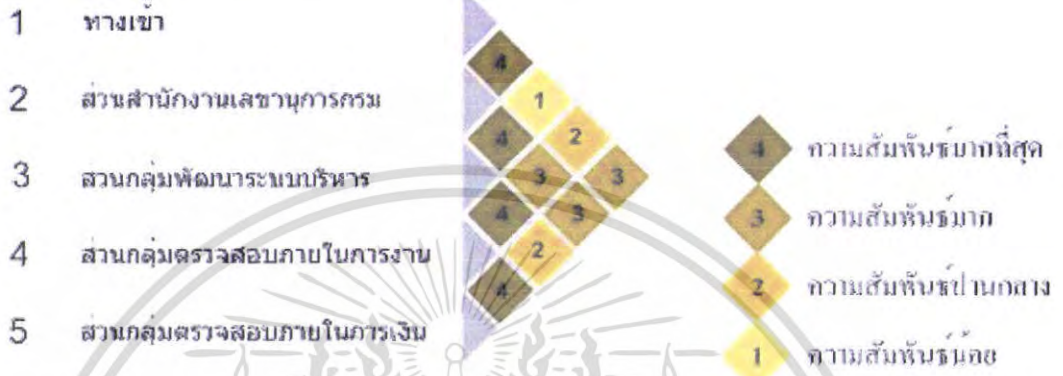 1 ทางเข้า
2 ส่วนสำนักงานเลขานุการกรม
3 ส่วนกลุ่มพัฒนาระบบบริหาร
4 ส่วนกลุ่มตรวจสอบภายในการงาน
5 ส่วนกลุ่มตรวจสอบภายในการเงิน
4
1
4 2
3 3
4 3
2
4
4 ความสัมพันธ์มากที่สุด
3 ความสัมพันธ์มาก
2 ความสัมพันธ์ปานกลาง
1 ความสัมพันธ์น้อย